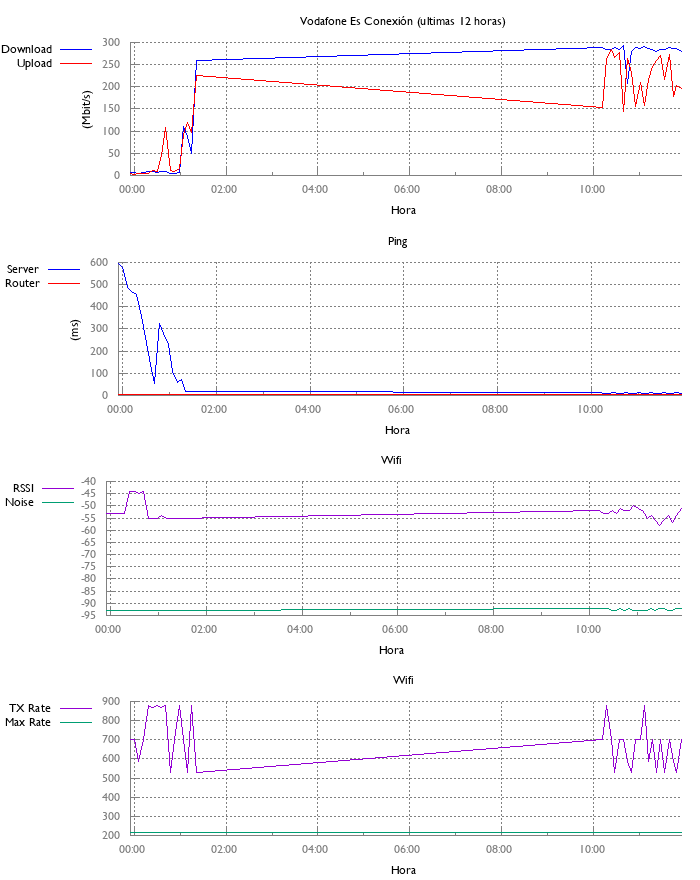 Vodafone Es Conexión (ultimas 12 horas)
Download
Upload
(Mbit/s)
300
250
200
150
100
50
0
00:00 02:00 04:00 06:00 08:00 10:00
Hora
Ping
Server
Router
(ms)
600
500
400
300
200
100
0
00:00 02:00 04:00 06:00 08:00 10:00
Hora
Wifi
RSSI
Noise
-40
-45
-50
-55
-60
-65
-70
-75
-80
-85
-90
-95
00:00 02:00 04:00 06:00 08:00 10:00
Hora
Wifi
TX Rate
Max Rate
900
800
700
600
500
400
300
200
00:00 02:00 04:00 06:00 08:00 10:00
Hora